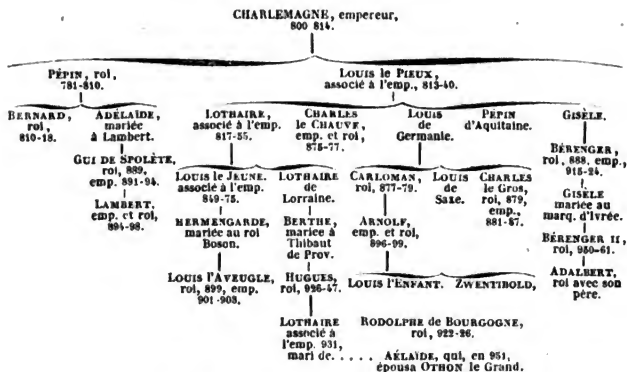 CHARLEMAGNE, empereur,
800 814.
PÉPIN, roi,
781-810.
LOUIS le PIEUX,
associé à l'emp., 813-40.
BERNARD,
roi,
810-18.
ADÉLAÏDE,
mariée
à Lambert.
GUI DE SPOLÈTE,
roi, 889,
emp. 891-94.
LAMBERT,
emp. et roi,
894-98.
LOTHAIRE,
associé à l'emp.
817-55.
CHARLES
le CHAUVE,
emp. et roi,
875-77.
LOUIS
de
Germanie.
PÉPIN
d'Aquitaine.
GISÈLE.
BÉRENGER,
roi, 888, emp.,
915-24.
GISÈLE
mariée au
marq. d'Ivrée.
BÉRENGER II,
roi, 950-61.
ADALBERT,
roi avec son
père.
LOUIS le JEUNE.
associé à l'emp.
849-75.
HERMENGARDE,
mariée au roi
Boson.
LOUIS l'AVEUGLE,
roi, 899, emp.
901-903.
LOTHAIRE
de
Lorraine.
BERTHE,
mariee à
Thibaut
de Prov.
HUGUES,
roi, 926-47.
LOTHAIRE
associé à
l'emp. 931,
mari de. . . . .
CARLOMAN,
roi, 877-79.
LOUIS
de
Saxe.
CHARLES
le Gros,
roi, 879,
emp.,
881-87.
ARNOLF,
emp. et roi,
896-99.
LOUIS l'ENFANT.
ZWENTIBOLD,
RODOLPHE de BOURGOGNE,
roi, 922-26.
AÉLAÏDE, qui, en 951,
épousa OTHON le Grand.